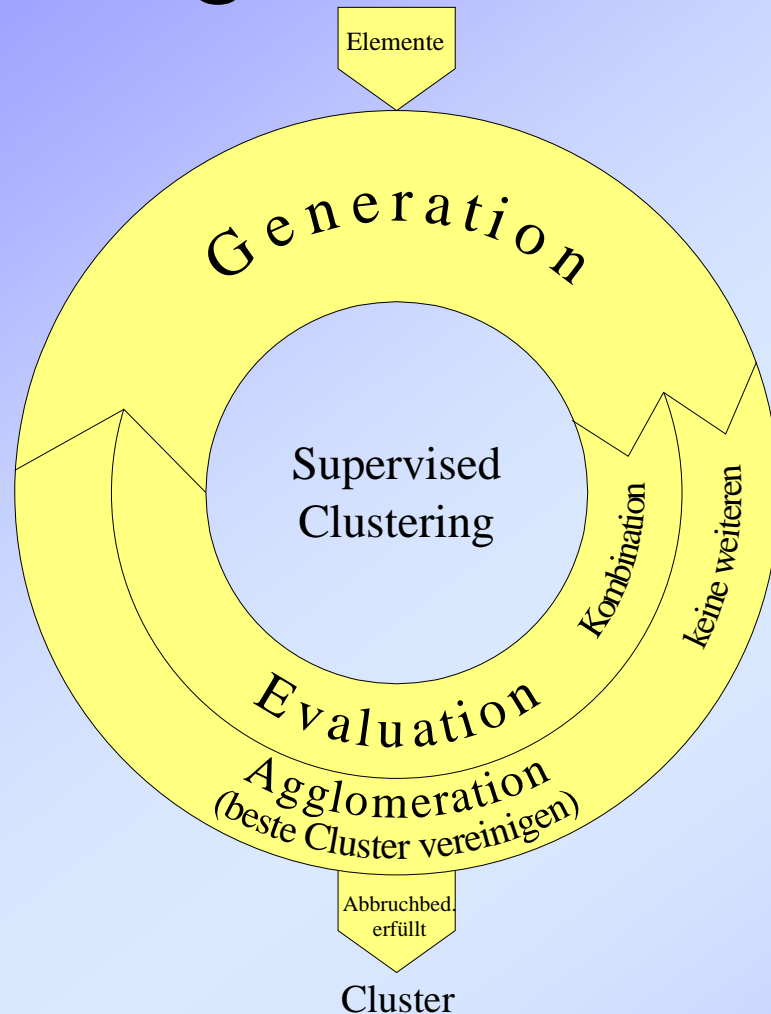 Elemente
Generation
Supervised
Clustering
Kombination
keine weiteren
Evaluation
Agglomeration
(beste Cluster vereinigen)
Abbruchbed.
erfüllt
Cluster